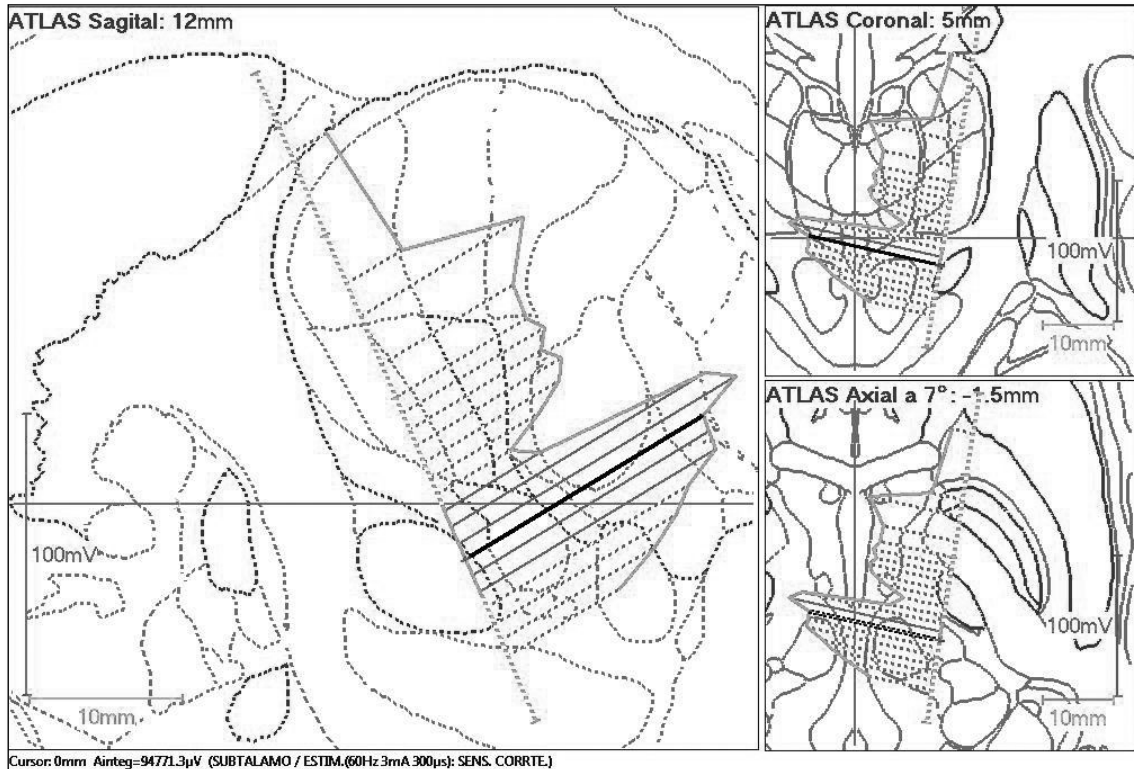 ATLAS Sagital: 12mm
100mV
10mm
ATLAS Coronal: 5mm
100mV
10mm
ATLAS Axial a 7°: -1.5mm
100mV
10mm
Cursor: 0mm Ainteg=94771.3µV (SUBTALAMO / ESTIM.(60Hz 3mA 300µs): SENS. CORRTE.)